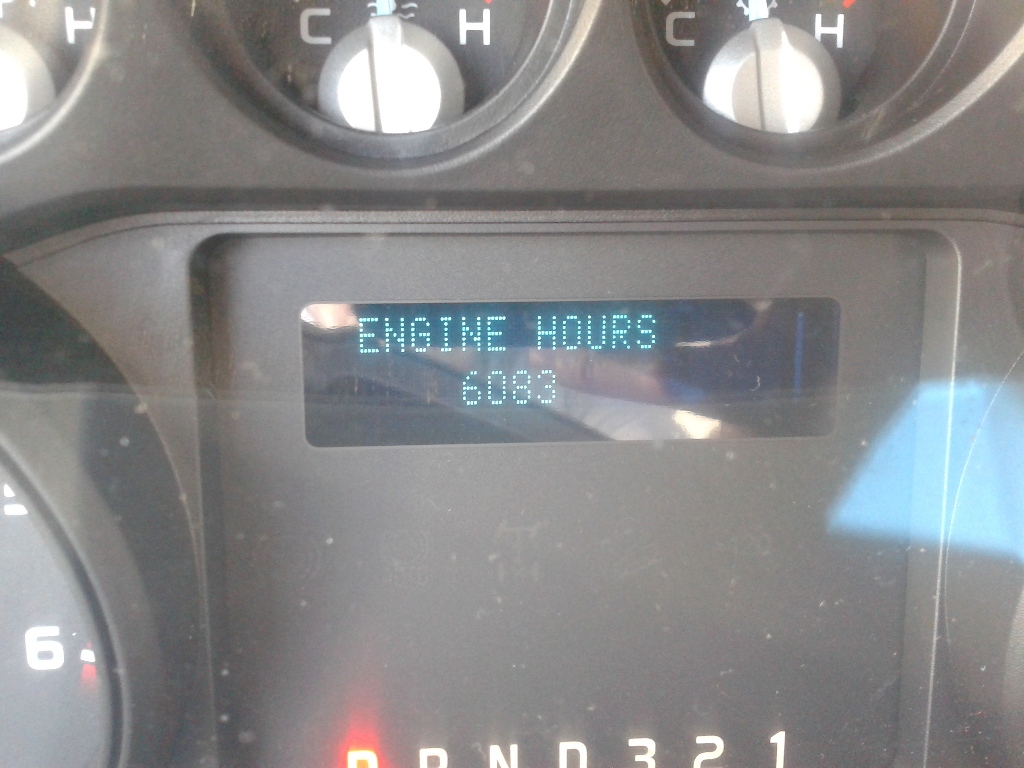 H C H C H
ENGINE HOURS
6083
6
P R N D 3 2 1